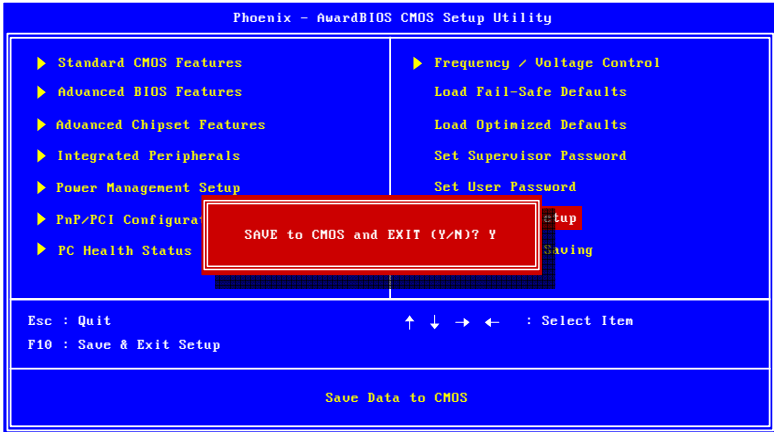 Phoenix - AwardBIOS CMOS Setup Utility
Standard CMOS Features
Advanced BIOS Features
Advanced Chipset Features
Integrated Peripherals
Power Management Setup
PnP/PCI
PC Health Status
Frequency / Voltage Control
Load Fail-Safe Defaults
Load Optimized Defaults
Set Supervisor Password
Set User Password
Saving
SAVE to CMOS and EXIT (Y/N)? Y
Esc : Quit
F10 : Save & Exit Setup
↑ ↓ → ← : Select Item
Save Data to CMOS